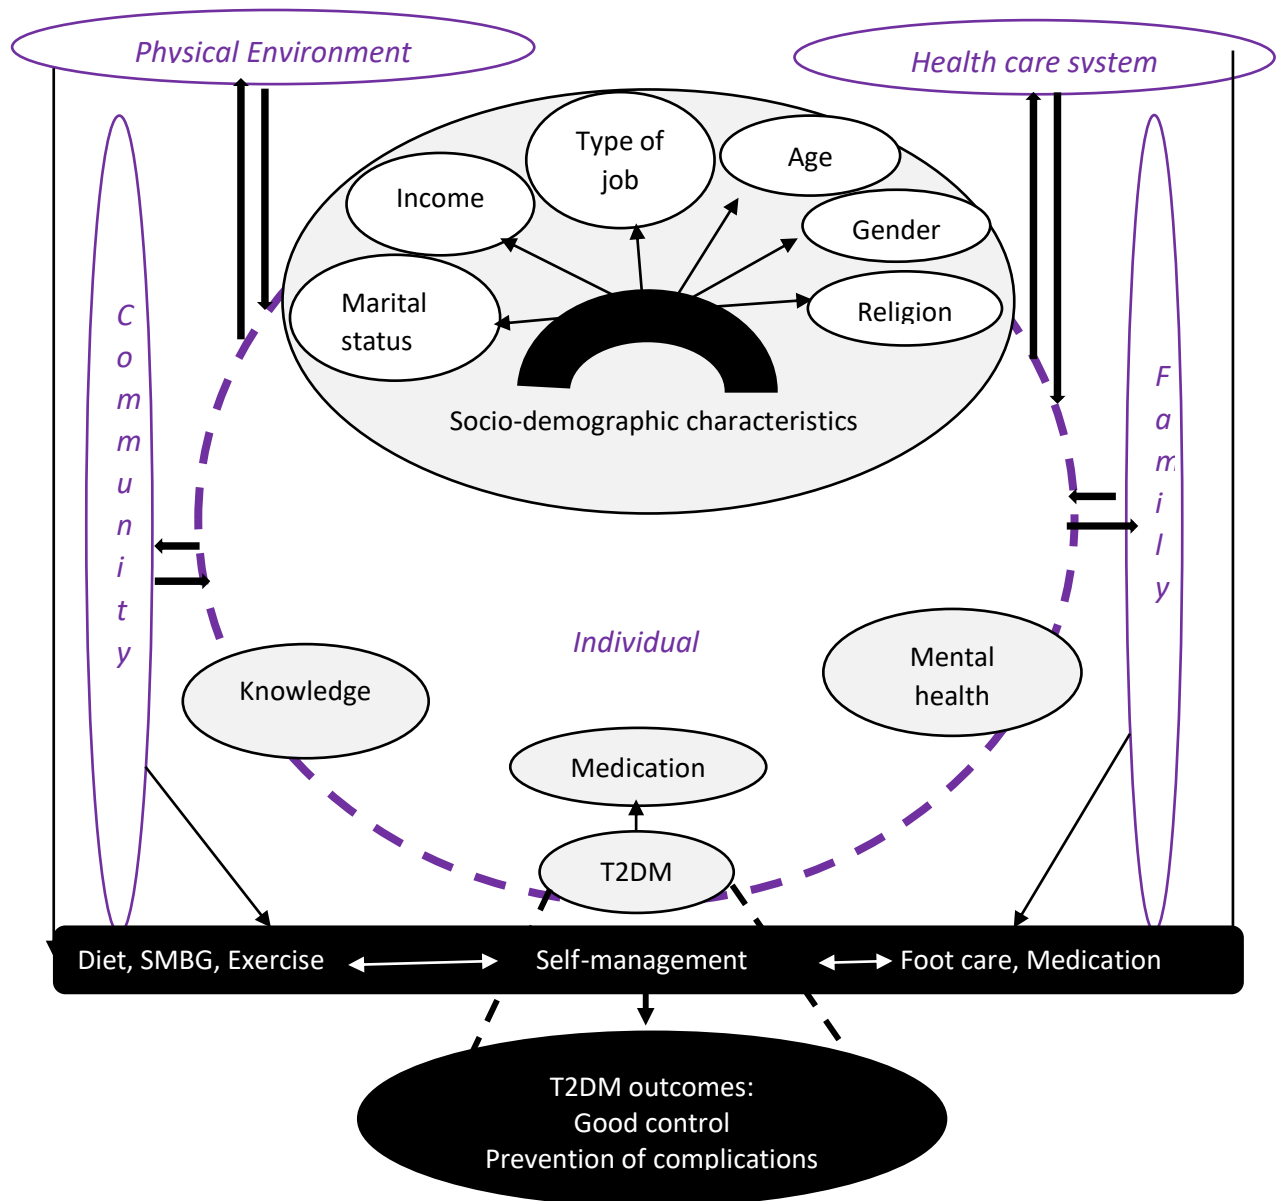 Physical Environment
Health care system
Type of
job
Age
Income
Gender
Marital
status
Religion
Socio-demographic characteristics
Community
Family
Individual
Knowledge
Mental
health
Medication
T2DM
Diet, SMBG, Exercise
Self-management
Foot care, Medication
T2DM outcomes:
Good control
Prevention of complications